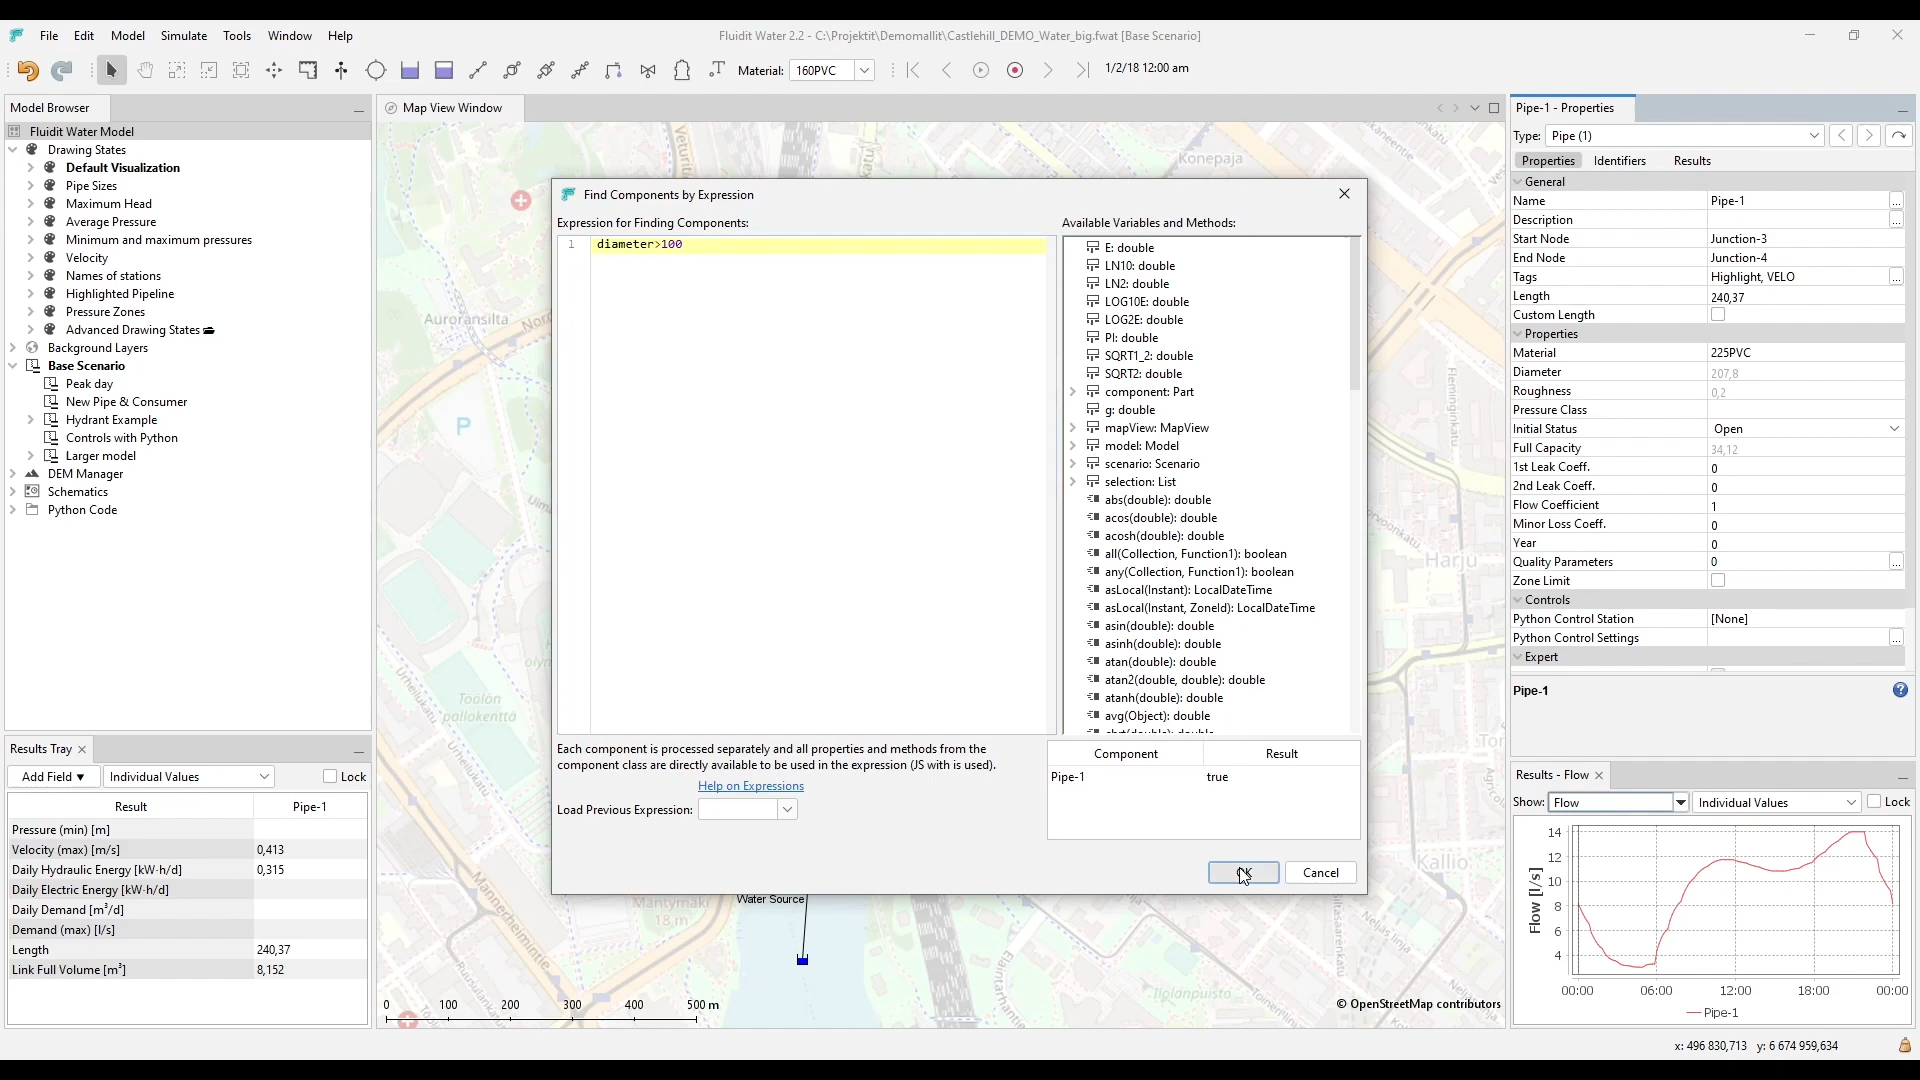 File Edit Model Simulate Tools Window Help
Fluidit Water 2.2 - C:\Projektit\Demomallit\Castlehill_DEMO_Water_big.fwat [Base Scenario]
Material: 160PVC
1/2/18 12:00 am
Model Browser
Fluidit Water Model
Drawing States
Default Visualization
Pipe Sizes
Maximum Head
Average Pressure
Minimum and maximum pressures
Velocity
Names of stations
Highlighted Pipeline
Pressure Zones
Advanced Drawing States
Background Layers
Base Scenario
Peak day
New Pipe & Consumer
Hydrant Example
Controls with Python
Larger model
DEM Manager
Schematics
Python Code
Results Tray
Add Field
Individual Values
Lock
Result Pipe-1
Pressure (min) [m]
Velocity (max) [m/s] 0,413
Daily Hydraulic Energy [kW·h/d] 0,315
Daily Electric Energy [kW·h/d]
Daily Demand [m³/d]
Demand (max) [l/s]
Length 240,37
Link Full Volume [m³] 8,152
Map View Window
Konepaja
Auroransilta
P
Töölön
pallokenttä
Urheilukatu
Mannerheimintie
Mäntymäki
18 m
Fleminginkatu
Harju
Kallio
Ilolanpuisto
Water Source
0 100 200 300 400 500 m
© OpenStreetMap contributors
Find Components by Expression
Expression for Finding Components:
1 diameter>100
Available Variables and Methods:
E: double
LN10: double
LN2: double
LOG10E: double
LOG2E: double
PI: double
SQRT1_2: double
SQRT2: double
component: Part
g: double
mapView: MapView
model: Model
scenario: Scenario
selection: List
abs(double): double
acos(double): double
acosh(double): double
all(Collection, Function1): boolean
any(Collection, Function1): boolean
asLocal(Instant): LocalDateTime
asLocal(Instant, ZoneId): LocalDateTime
asin(double): double
asinh(double): double
atan(double): double
atan2(double, double): double
atanh(double): double
avg(Object): double
Each component is processed separately and all properties and methods from the
component class are directly available to be used in the expression (JS with is used).
Help on Expressions
Load Previous Expression:
Component Result
Pipe-1 true
Cancel
Pipe-1 - Properties
Type: Pipe (1)
Properties Identifiers Results
General
Name Pipe-1
Description
Start Node Junction-3
End Node Junction-4
Tags Highlight, VELO
Length 240,37
Custom Length
Properties
Material 225PVC
Diameter 207,8
Roughness 0,2
Pressure Class
Initial Status Open
Full Capacity 34,12
1st Leak Coeff. 0
2nd Leak Coeff. 0
Flow Coefficient 1
Minor Loss Coeff. 0
Year 0
Quality Parameters 0
Zone Limit
Controls
Python Control Station [None]
Python Control Settings
Expert
Pipe-1
Results - Flow
Show: Flow Individual Values Lock
Flow [l/s]
14
12
10
8
6
4
00:00 06:00 12:00 18:00 00:00
Pipe-1
x: 496 830,713 y: 6 674 959,634